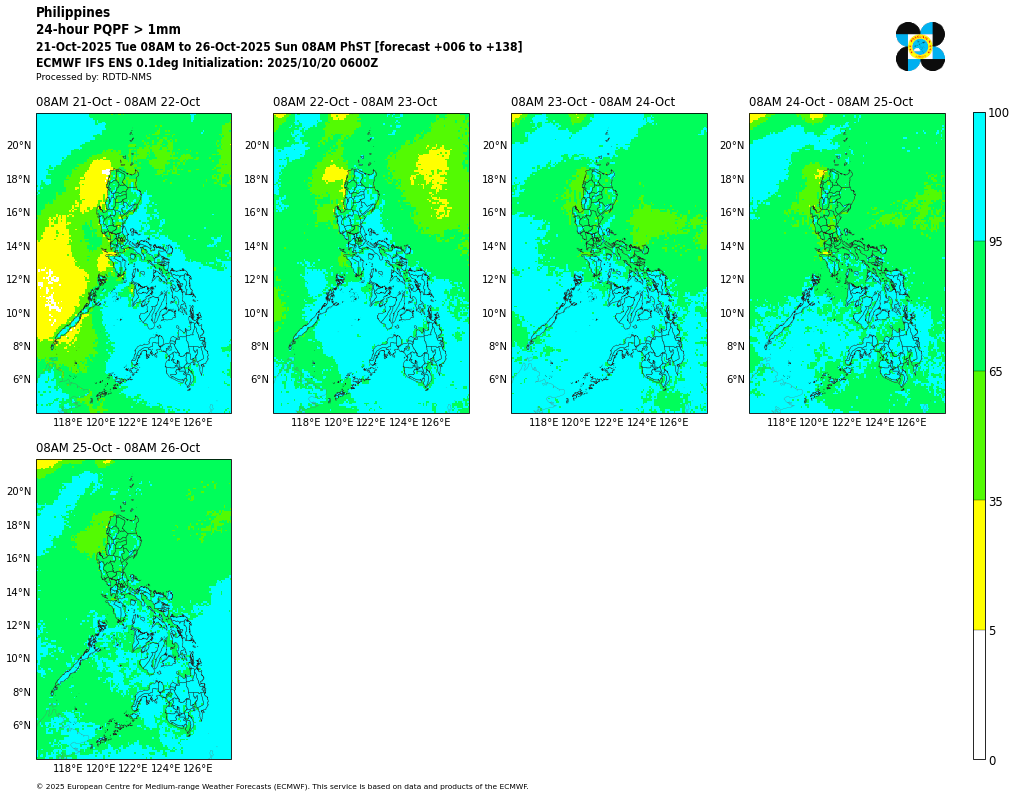 Philippines
24-hour PQPF > 1mm
21-Oct-2025 Tue 08AM to 26-Oct-2025 Sun 08AM PhST [forecast +006 to +138]
ECMWF IFS ENS 0.1deg Initialization: 2025/10/20 0600Z
Processed by: RDTD-NMS
08AM 21-Oct - 08AM 22-Oct
08AM 22-Oct - 08AM 23-Oct
08AM 23-Oct - 08AM 24-Oct
08AM 24-Oct - 08AM 25-Oct
20°N 20°N 20°N 20°N
18°N 18°N 18°N 18°N
16°N 16°N 16°N 16°N
14°N 14°N 14°N 14°N
12°N 12°N 12°N 12°N
10°N 10°N 10°N 10°N
8°N 8°N 8°N 8°N
6°N 6°N 6°N 6°N
118°E 120°E 122°E 124°E 126°E 118°E 120°E 122°E 124°E 126°E 118°E 120°E 122°E 124°E 126°E 118°E 120°E 122°E 124°E 126°E
100
95
65
35
5
0
08AM 25-Oct - 08AM 26-Oct
20°N
18°N
16°N
14°N
12°N
10°N
8°N
6°N
118°E 120°E 122°E 124°E 126°E
© 2025 European Centre for Medium-range Weather Forecasts (ECMWF). This service is based on data and products of the ECMWF.